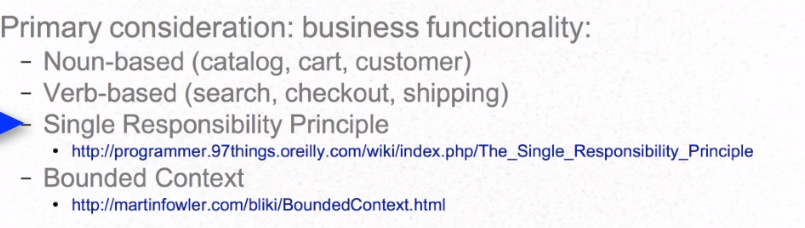 Primary consideration: business functionality:
– Noun-based (catalog, cart, customer)
– Verb-based (search, checkout, shipping)
– Single Responsibility Principle
• http://programmer.97things.oreilly.com/wiki/index.php/The_Single_Responsibility_Principle
– Bounded Context
• http://martinfowler.com/bliki/BoundedContext.html